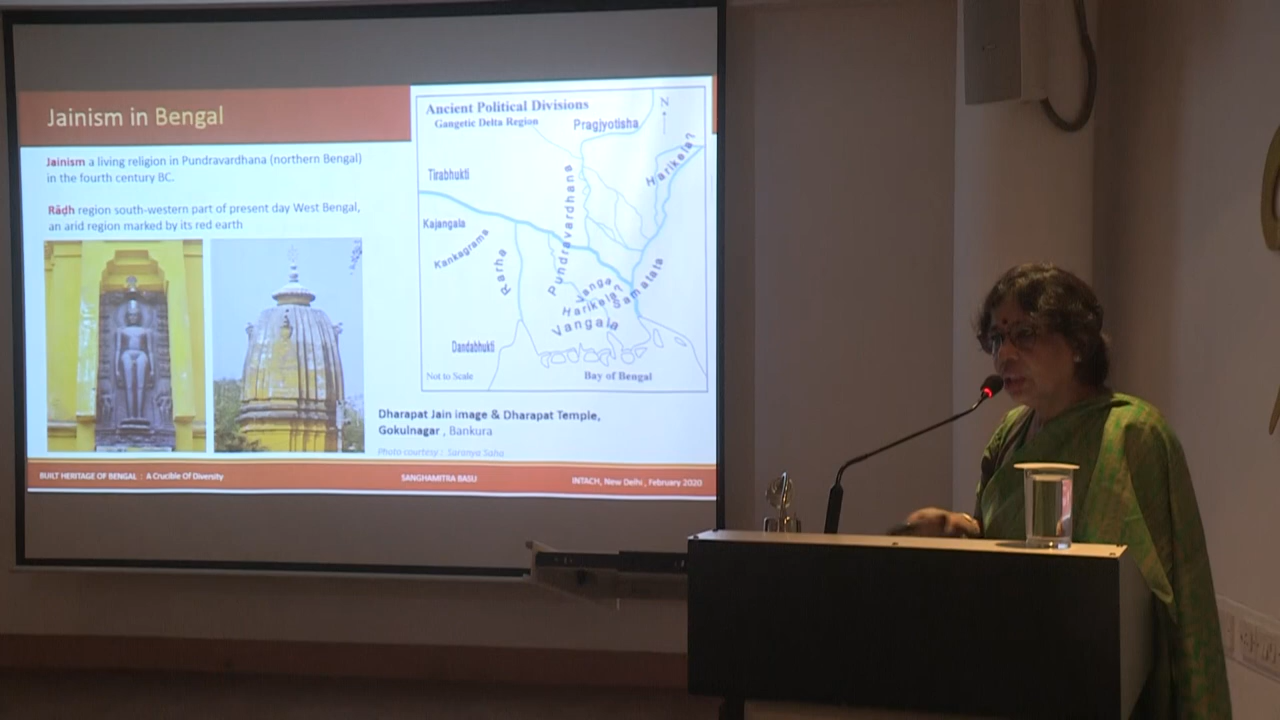 Jainism in Bengal
Jainism a living religion in Pundravardhana (northern Bengal)
in the fourth century BC.
Rāḍh region south-western part of present day West Bengal,
an arid region marked by its red earth
Ancient Political Divisions
Gangetic Delta Region
N
Pragjyotisha
Harikela?
Tirabhukti
Pundravardhana
Kajangala
Kankagrama
Rarha
Vanga
Harikela?
Samatata
Vangala
Dandabhukti
Not to Scale
Bay of Bengal
Dharapat Jain image & Dharapat Temple,
Gokulnagar , Bankura
Photo courtesy : Saranya Saha
BUILT HERITAGE OF BENGAL : A Crucible Of Diversity
SANGHAMITRA BASU
INTACH, New Delhi , February 2020